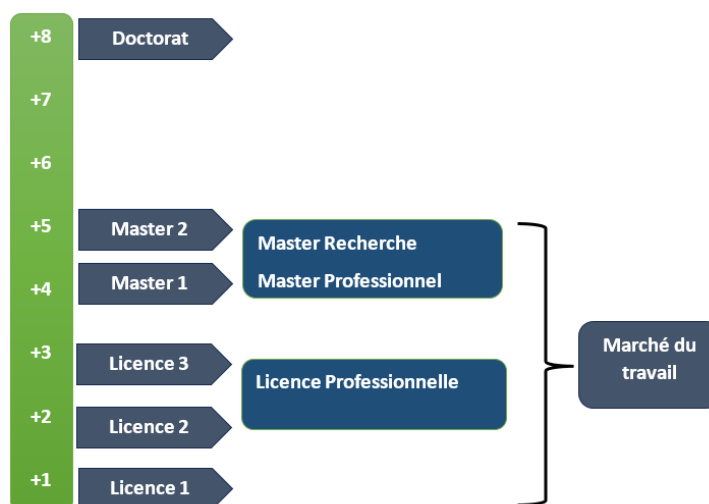 +8
Doctorat
+7
+6
+5
Master 2
Master Recherche
Master 1
Master Professionnel
+4
+3
Licence 3
Licence Professionnelle
Marché du
travail
+2
Licence 2
+1
Licence 1